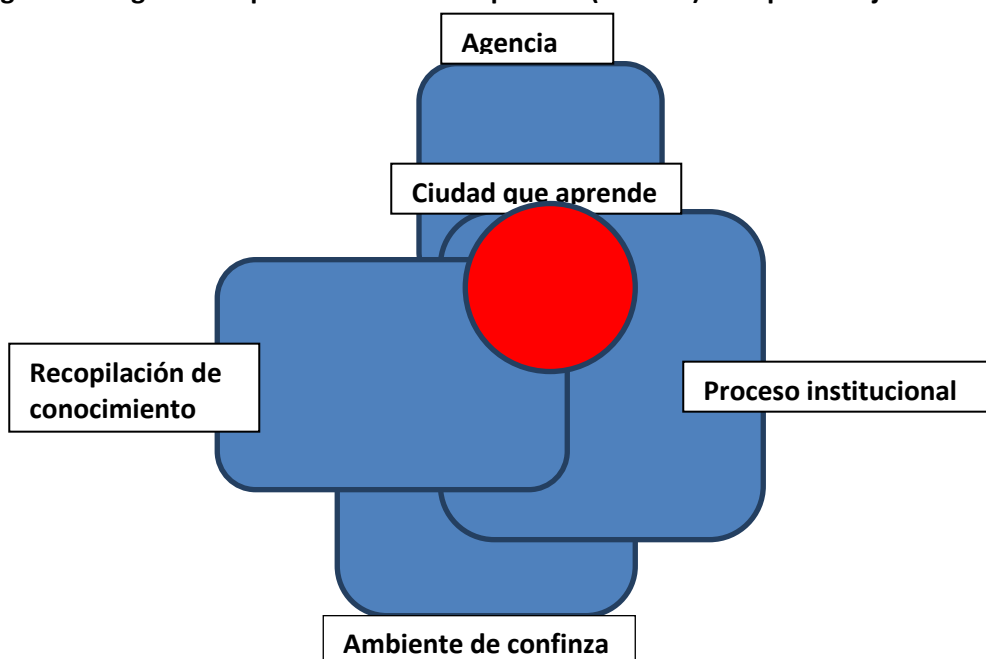 Agencia
Ciudad que aprende
Recopilación de
conocimiento
Proceso institucional
Ambiente de confinza